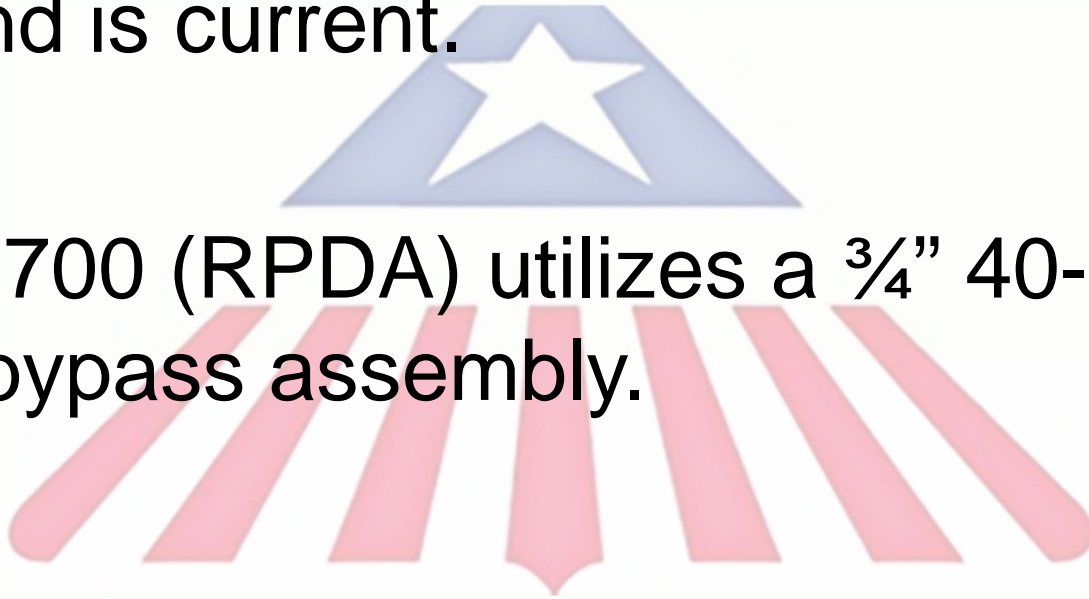 nd is current.
700 (RPDA) utilizes a ¾” 40-
bypass assembly.